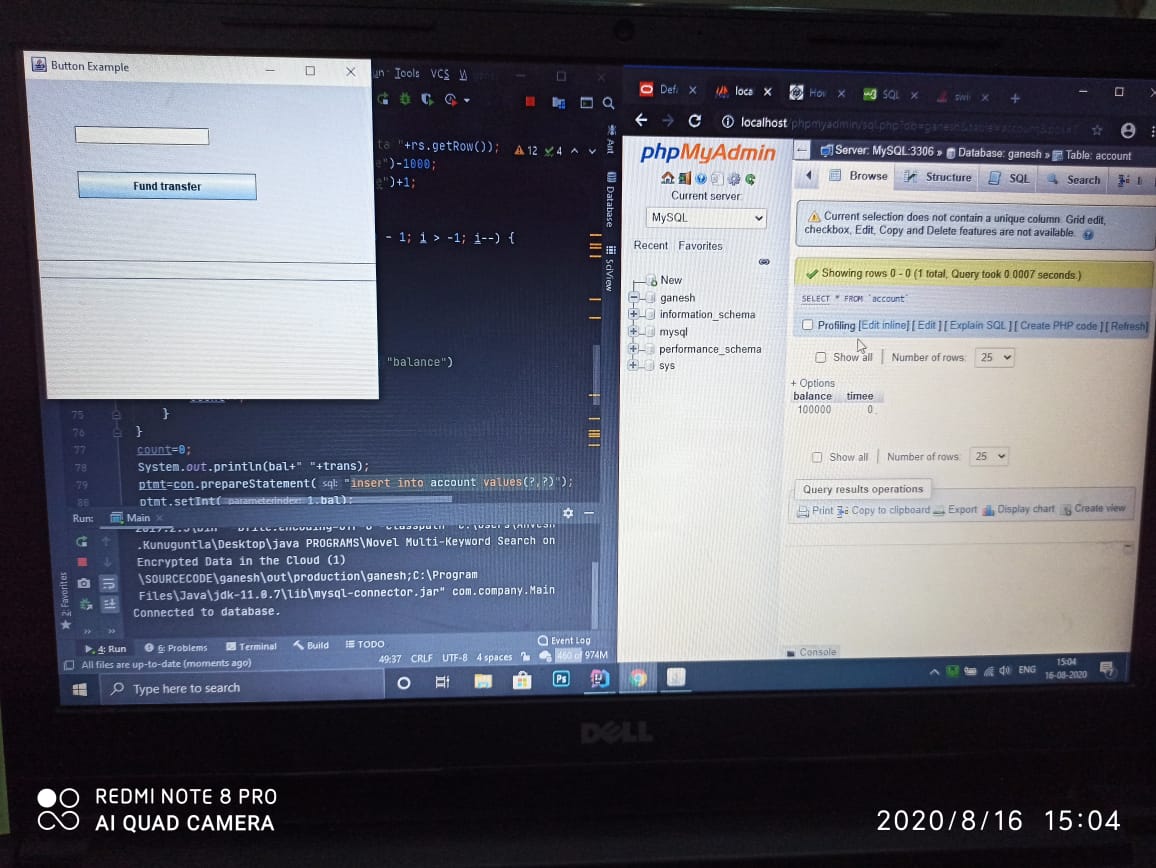 Button Example
Fund transfer
Tools VCS
ta "+rs.getRow());
12 4
")-1000;
")+1;
- 1; i > -1; i--) {
"balance")
75 }
76 }
77 count=0;
78 System.out.println(bal+" "+trans);
79 ptmt=con.prepareStatement( sql: "insert into account values(?,?)");
80 ptmt.setInt( parameterIndex: 1,bal);
Ant
Database
SciView
Run: Main
.Kunuguntla\Desktop\java PROGRAMS\Novel Multi-Keyword Search on
Encrypted Data in the Cloud (1)
\SOURCECODE\ganesh\out\production\ganesh;C:\Program
Files\Java\jdk-11.0.7\lib\mysql-connector.jar" com.company.Main
Connected to database.
2: Favorites
4: Run 6: Problems Terminal Build TODO
Event Log
All files are up-to-date (moments ago)
49:37 CRLF UTF-8 4 spaces 460 of 974M
Type here to search
Def loca Hov SQL swi
localhost/phpmyadmin/sql.php?db=ganesh&table=account
phpMyAdmin
Current server:
MySQL
Recent Favorites
New
ganesh
information_schema
mysql
performance_schema
sys
Server: MySQL:3306 » Database: ganesh » Table: account
Browse Structure SQL Search
Current selection does not contain a unique column. Grid edit,
checkbox, Edit, Copy and Delete features are not available.
Showing rows 0 - 0 (1 total, Query took 0.0007 seconds.)
SELECT * FROM `account`
Profiling [Edit inline] [ Edit ] [ Explain SQL ] [ Create PHP code ] [ Refresh]
Show all Number of rows: 25
+ Options
balance timee
100000 0
Show all Number of rows: 25
Query results operations
Print Copy to clipboard Export Display chart Create view
Console
ENG
15:04
16-08-2020
DELL
REDMI NOTE 8 PRO
AI QUAD CAMERA
2020/8/16 15:04